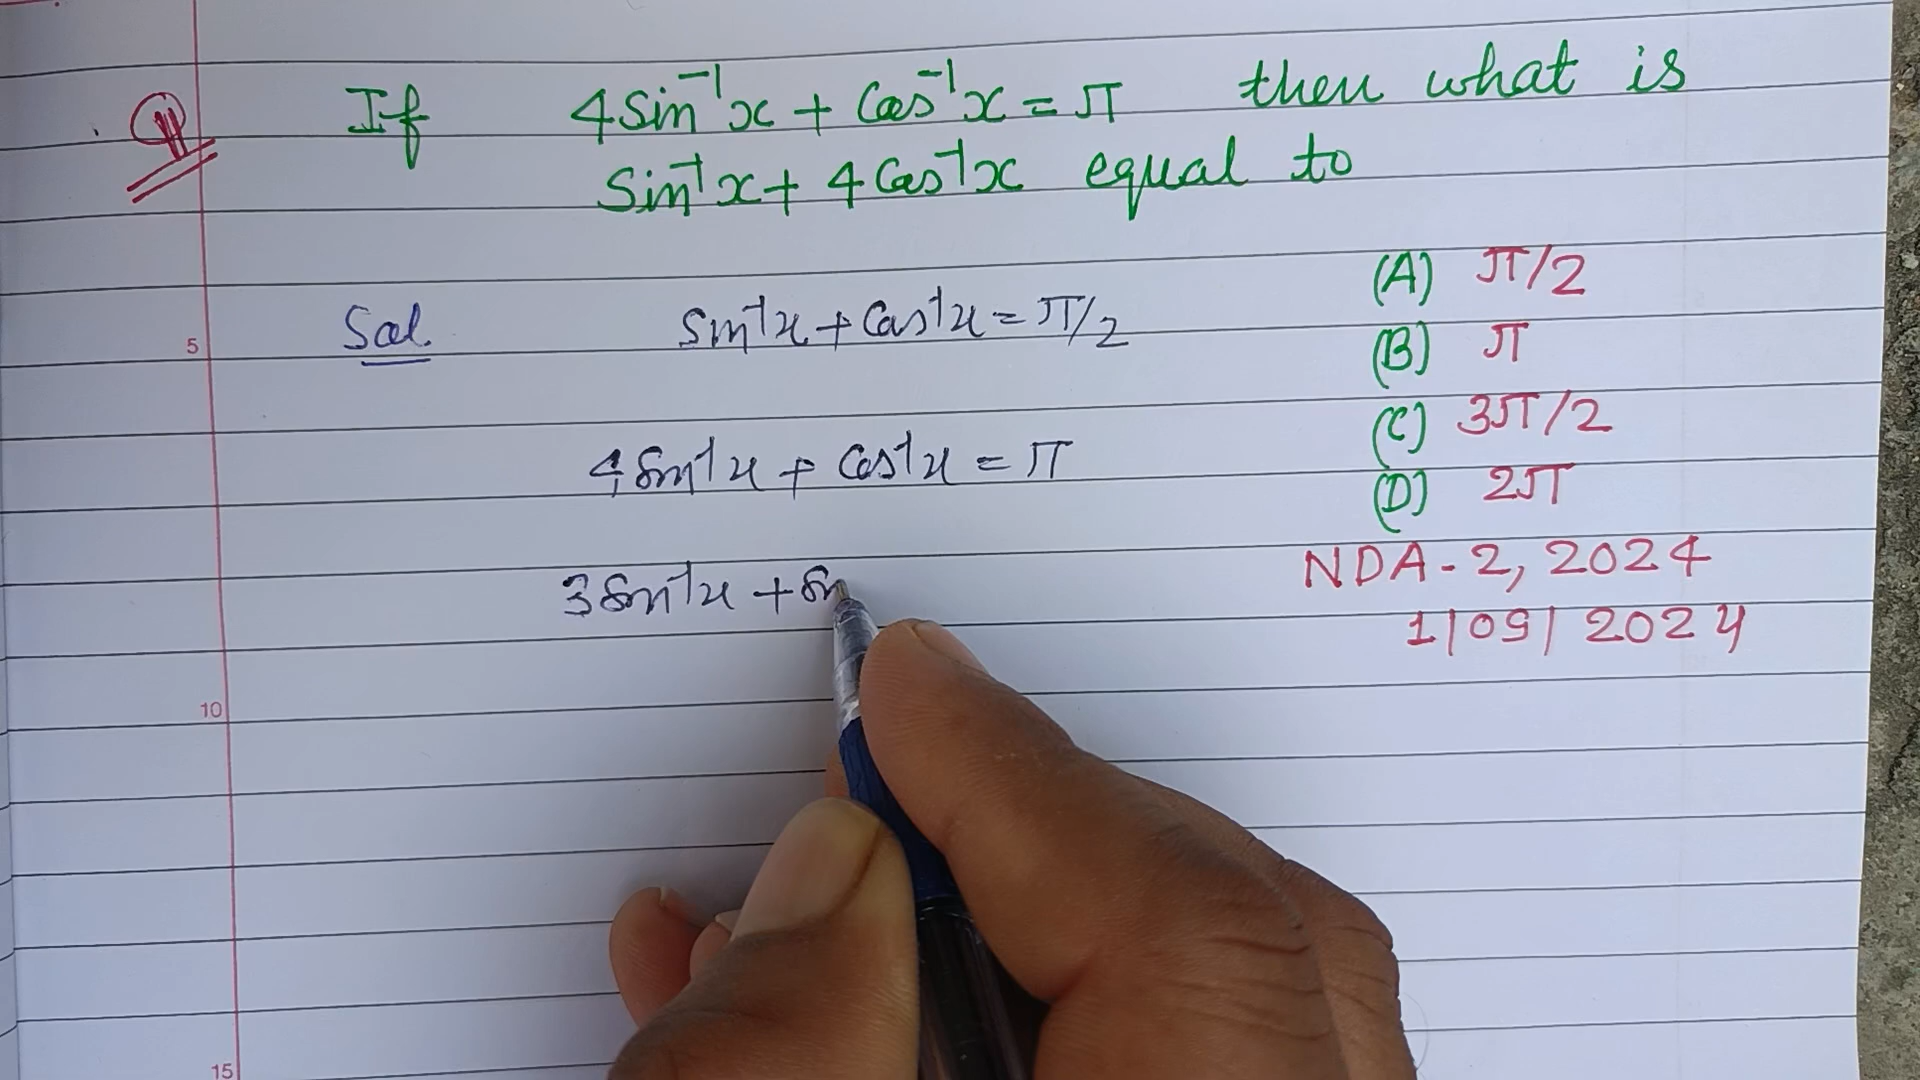 Q If 4Sin⁻¹x + Cos⁻¹x = π then what is
Sin⁻¹x + 4Cos⁻¹x equal to
(A) π/2
(B) π
(C) 3π/2
(D) 2π
NDA-2, 2024
1/09/2024
Sol. Sin⁻¹x + Cos⁻¹x = π/2
4Sin⁻¹x + Cos⁻¹x = π
3Sin⁻¹x + Sin
5
10
15